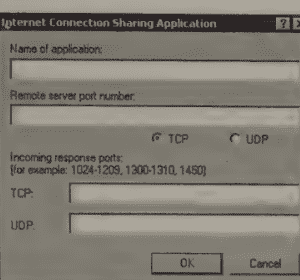 Internet Connection Sharing Application
Name of application:
Remote server port number:
TCP UDP
Incoming response ports:
(for example: 1024-1209, 1300-1310, 1450)
TCP:
UDP:
OK Cancel